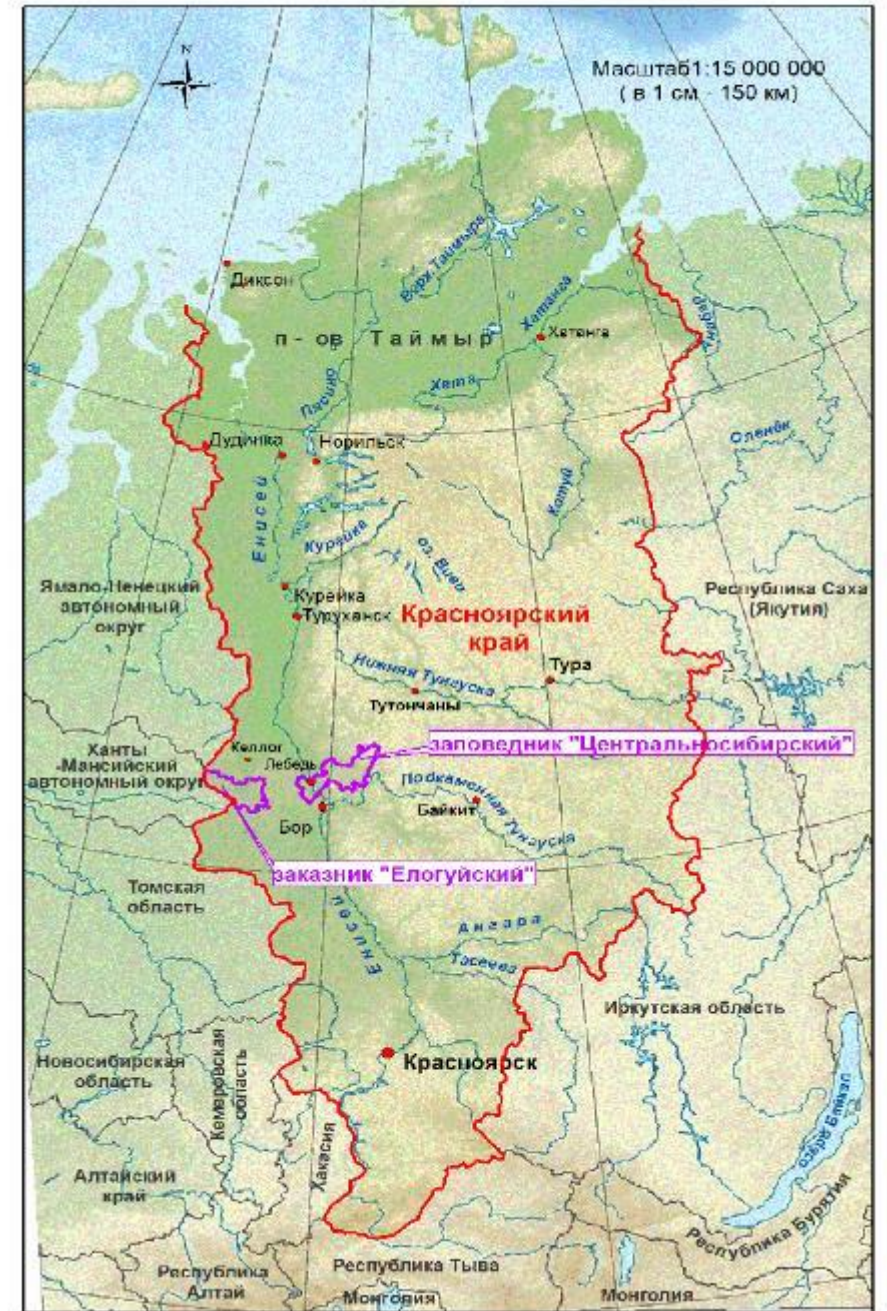 N
Масштаб1:15 000 000
( в 1 см - 150 км)
Диксон
Верх.Таймыра
Хатанга
Хатанга
п- ов Таймыр
Хета
Пясино
Дудинка
Норильск
Оленёк
Котуй
Енисей
Курейка
оз. Виви
Ямало-Ненецкий
автономный
округ
Курейка
Туруханск
Красноярский
край
Республика Саха
(Якутия)
Нижняя Тунгуска
Тура
Тутончаны
Ханты
-Мансийский
автономный округ
Келлог
Лебедь
заповедник "Центральносибирский"
Подкаменная Тунгуска
Байкит
Бор
заказник "Елогуйский"
Томская
область
Енисей
Ангара
Тасеева
Иркутская область
Новосибирская
область
Кемеровская
область
Красноярск
Хакасия
Алтайский
край
озеро Байкал
Республика Бурятия
Республика
Алтай
Республика Тыва
Монголия
Монголия